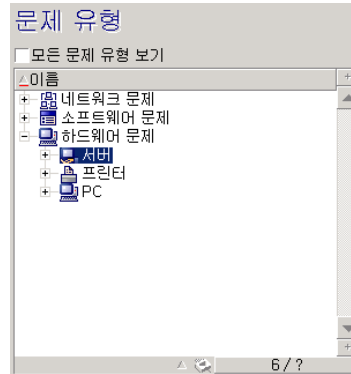 문제 유형
모든 문제 유형 보기
이름
네트워크 문제
소프트웨어 문제
하드웨어 문제
서버
프린터
PC
6 / ?